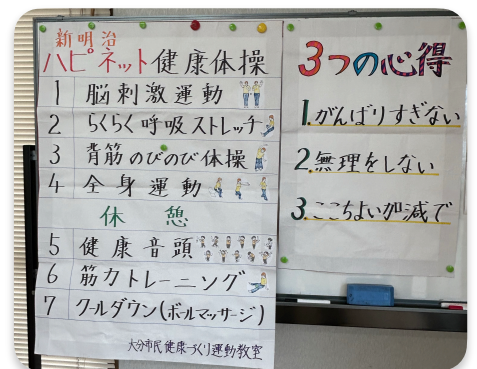 新明治
ハピネット健康体操
1 脳刺激運動
2 らくらく呼吸ストレッチ
3 背筋のびのび体操
4 全身運動
休憩
5 健康音頭
6 筋力トレーニング
7 クールダウン(ボールマッサージ)
大分市民健康づくり運動教室
3つの心得
1.がんばりすぎない
2.無理をしない
3.ここちよい加減で